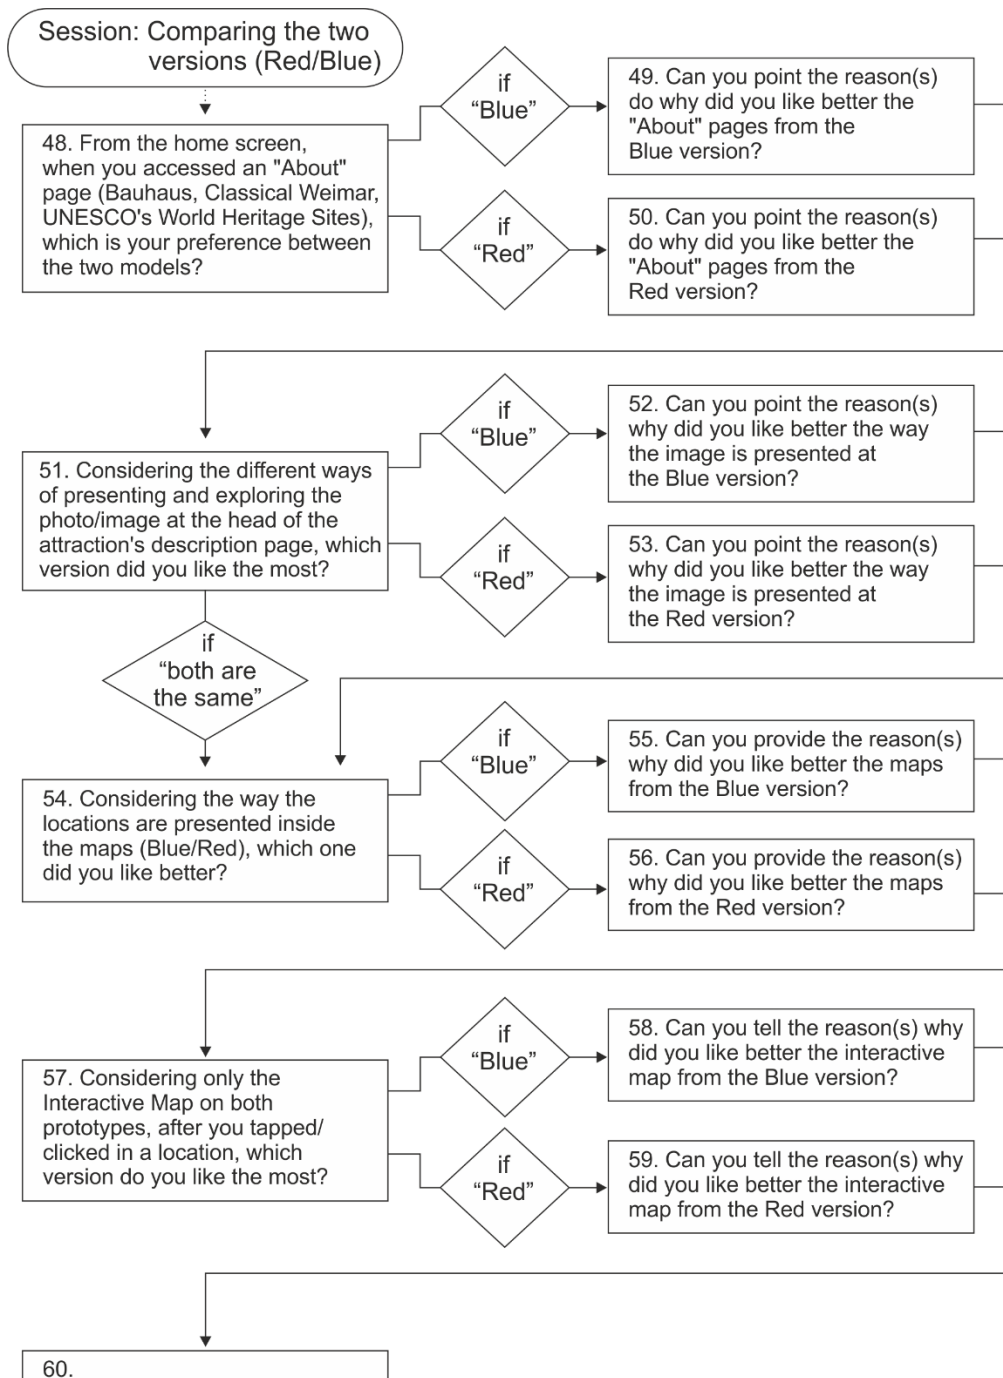 Session: Comparing the two
versions (Red/Blue)
48. From the home screen,
when you accessed an "About"
page (Bauhaus, Classical Weimar,
UNESCO's World Heritage Sites),
which is your preference between
the two models?
if
“Blue”
49. Can you point the reason(s)
do why did you like better the
"About" pages from the
Blue version?
if
“Red”
50. Can you point the reason(s)
do why did you like better the
"About" pages from the
Red version?
51. Considering the different ways
of presenting and exploring the
photo/image at the head of the
attraction's description page, which
version did you like the most?
if
“Blue”
52. Can you point the reason(s)
why did you like better the way
the image is presented at
the Blue version?
if
“Red”
53. Can you point the reason(s)
why did you like better the way
the image is presented at
the Red version?
if
“both are
the same”
54. Considering the way the
locations are presented inside
the maps (Blue/Red), which one
did you like better?
if
“Blue”
55. Can you provide the reason(s)
why did you like better the maps
from the Blue version?
if
“Red”
56. Can you provide the reason(s)
why did you like better the maps
from the Red version?
57. Considering only the
Interactive Map on both
prototypes, after you tapped/
clicked in a location, which
version do you like the most?
if
“Blue”
58. Can you tell the reason(s) why
did you like better the interactive
map from the Blue version?
if
“Red”
59. Can you tell the reason(s) why
did you like better the interactive
map from the Red version?
60.